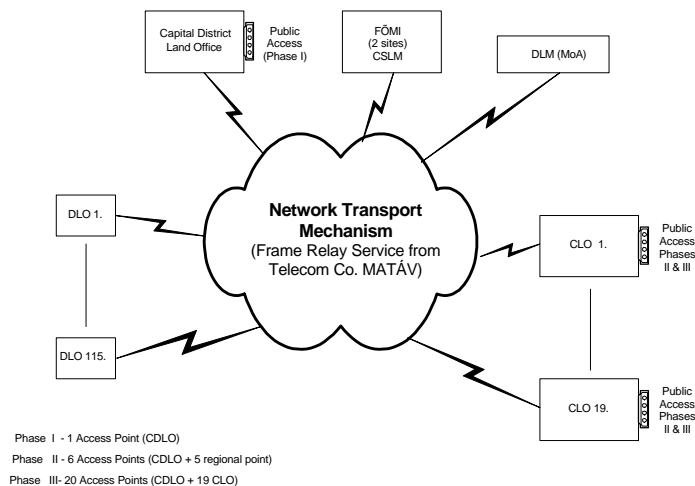 Capital District
Land Office
Public
Access
(Phase I)
FÕMI
(2 sites)
CSLM
DLM (MoA)
DLO 1.
Network Transport
Mechanism
(Frame Relay Service from
Telecom Co. MATÁV)
CLO 1.
Public
Access
Phases
II & III
DLO 115.
CLO 19.
Public
Access
Phases
II & III
Phase I - 1 Access Point (CDLO)
Phase II - 6 Access Points (CDLO + 5 regional point)
Phase III- 20 Access Points (CDLO + 19 CLO)